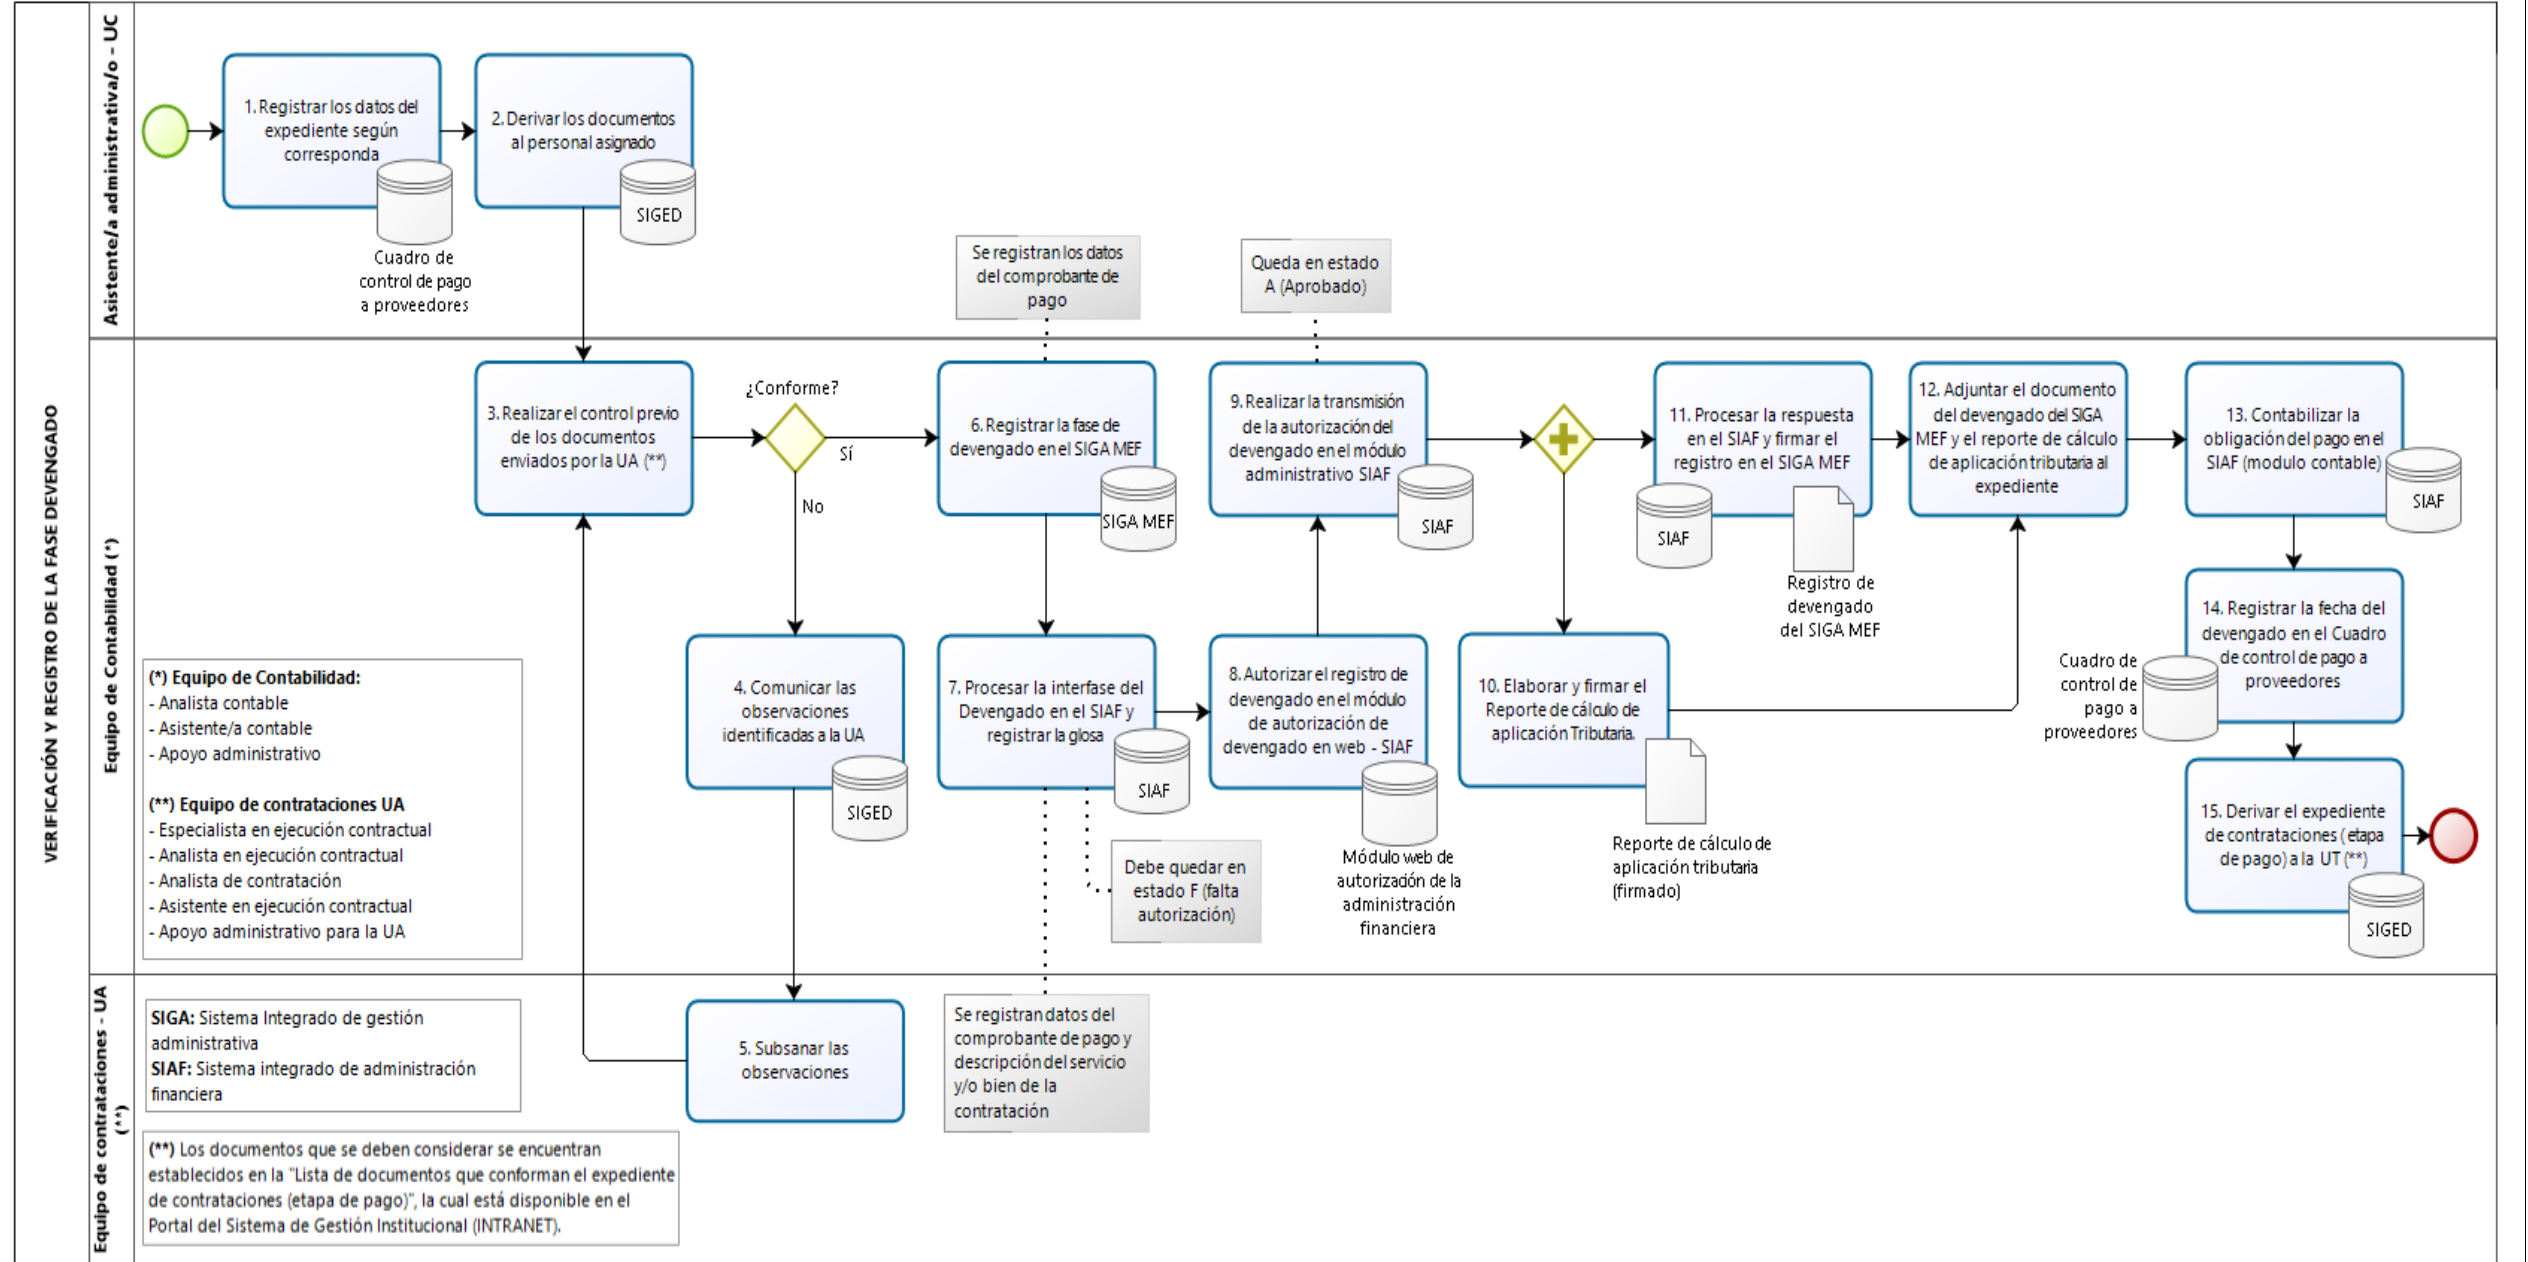 VERIFICACIÓN Y REGISTRO DE LA FASE DEVENGADO
Asistente/a administrativa/o - UC
1. Registrar los datos del
expediente según
corresponda
Cuadro de
control de pago
a proveedores
2. Derivar los documentos
al personal asignado
SIGED
Se registran los datos
del comprobante de
pago
Queda en estado
A (Aprobado)
Equipo de Contabilidad (*)
3. Realizar el control previo
de los documentos
enviados por la UA (**)
¿Conforme?
Sí
No
6. Registrar la fase de
devengado en el SIGA MEF
SIGA MEF
9. Realizar la transmisión
de la autorización del
devengado en el módulo
administrativo SIAF
SIAF
11. Procesar la respuesta
en el SIAF y firmar el
registro en el SIGA MEF
SIAF
Registro de
devengado
del SIGA MEF
12. Adjuntar el documento
del devengado del SIGA
MEF y el reporte de cálculo
de aplicación tributaria al
expediente
13. Contabilizar la
obligación del pago en el
SIAF (modulo contable)
SIAF
14. Registrar la fecha del
devengado en el Cuadro
de control de pago a
proveedores
Cuadro de
control de
pago a
proveedores
(*) Equipo de Contabilidad:
- Analista contable
- Asistente/a contable
- Apoyo administrativo
(**) Equipo de contrataciones UA
- Especialista en ejecución contractual
- Analista en ejecución contractual
- Analista de contratación
- Asistente en ejecución contractual
- Apoyo administrativo para la UA
4. Comunicar las
observaciones
identificadas a la UA
SIGED
7. Procesar la interfase del
Devengado en el SIAF y
registrar la glosa
SIAF
8. Autorizar el registro de
devengado en el módulo
de autorización de
devengado en web - SIAF
Módulo web de
autorización de la
administración
financiera
10. Elaborar y firmar el
Reporte de cálculo de
aplicación Tributaria.
Reporte de cálculo de
aplicación tributaria
(firmado)
15. Derivar el expediente
de contrataciones (etapa
de pago) a la UT (**)
SIGED
Debe quedar en
estado F (falta
autorización)
Equipo de contrataciones - UA
(**)
SIGA: Sistema Integrado de gestión
administrativa
SIAF: Sistema integrado de administración
financiera
5. Subsanar las
observaciones
Se registran datos del
comprobante de pago y
descripción del servicio
y/o bien de la
contratación
(**) Los documentos que se deben considerar se encuentran
establecidos en la "Lista de documentos que conforman el expediente
de contrataciones (etapa de pago)", la cual está disponible en el
Portal del Sistema de Gestión Institucional (INTRANET).